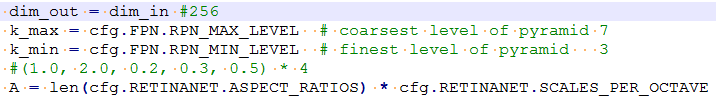 dim_out = dim_in #256
k_max = cfg.FPN.RPN_MAX_LEVEL  # coarsest level of pyramid 7
k_min = cfg.FPN.RPN_MIN_LEVEL  # finest level of pyramid   3
#(1.0, 2.0, 0.2, 0.3, 0.5) * 4
A = len(cfg.RETINANET.ASPECT_RATIOS) * cfg.RETINANET.SCALES_PER_OCTAVE